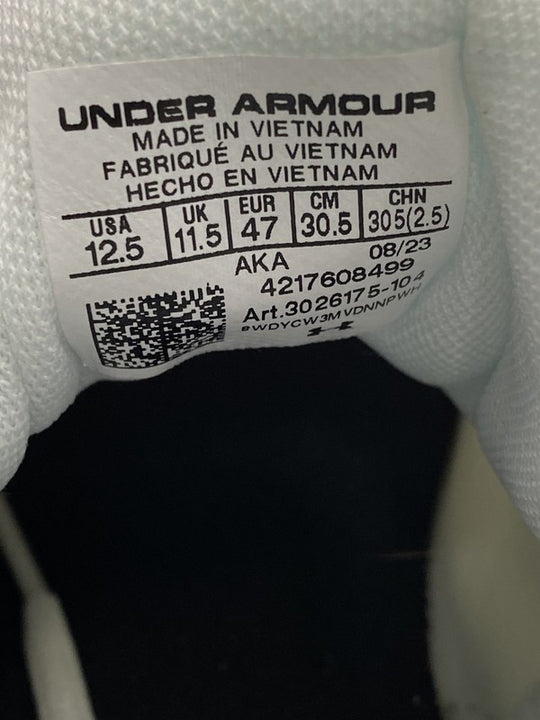 UNDER ARMOUR
MADE IN VIETNAM
FABRIQUÉ AU VIETNAM
HECHO EN VIETNAM
USA UK EUR CM CHN
12.5 11.5 47 30.5 305(2.5)
AKA 08/23
4217608499
Art.3026175-104